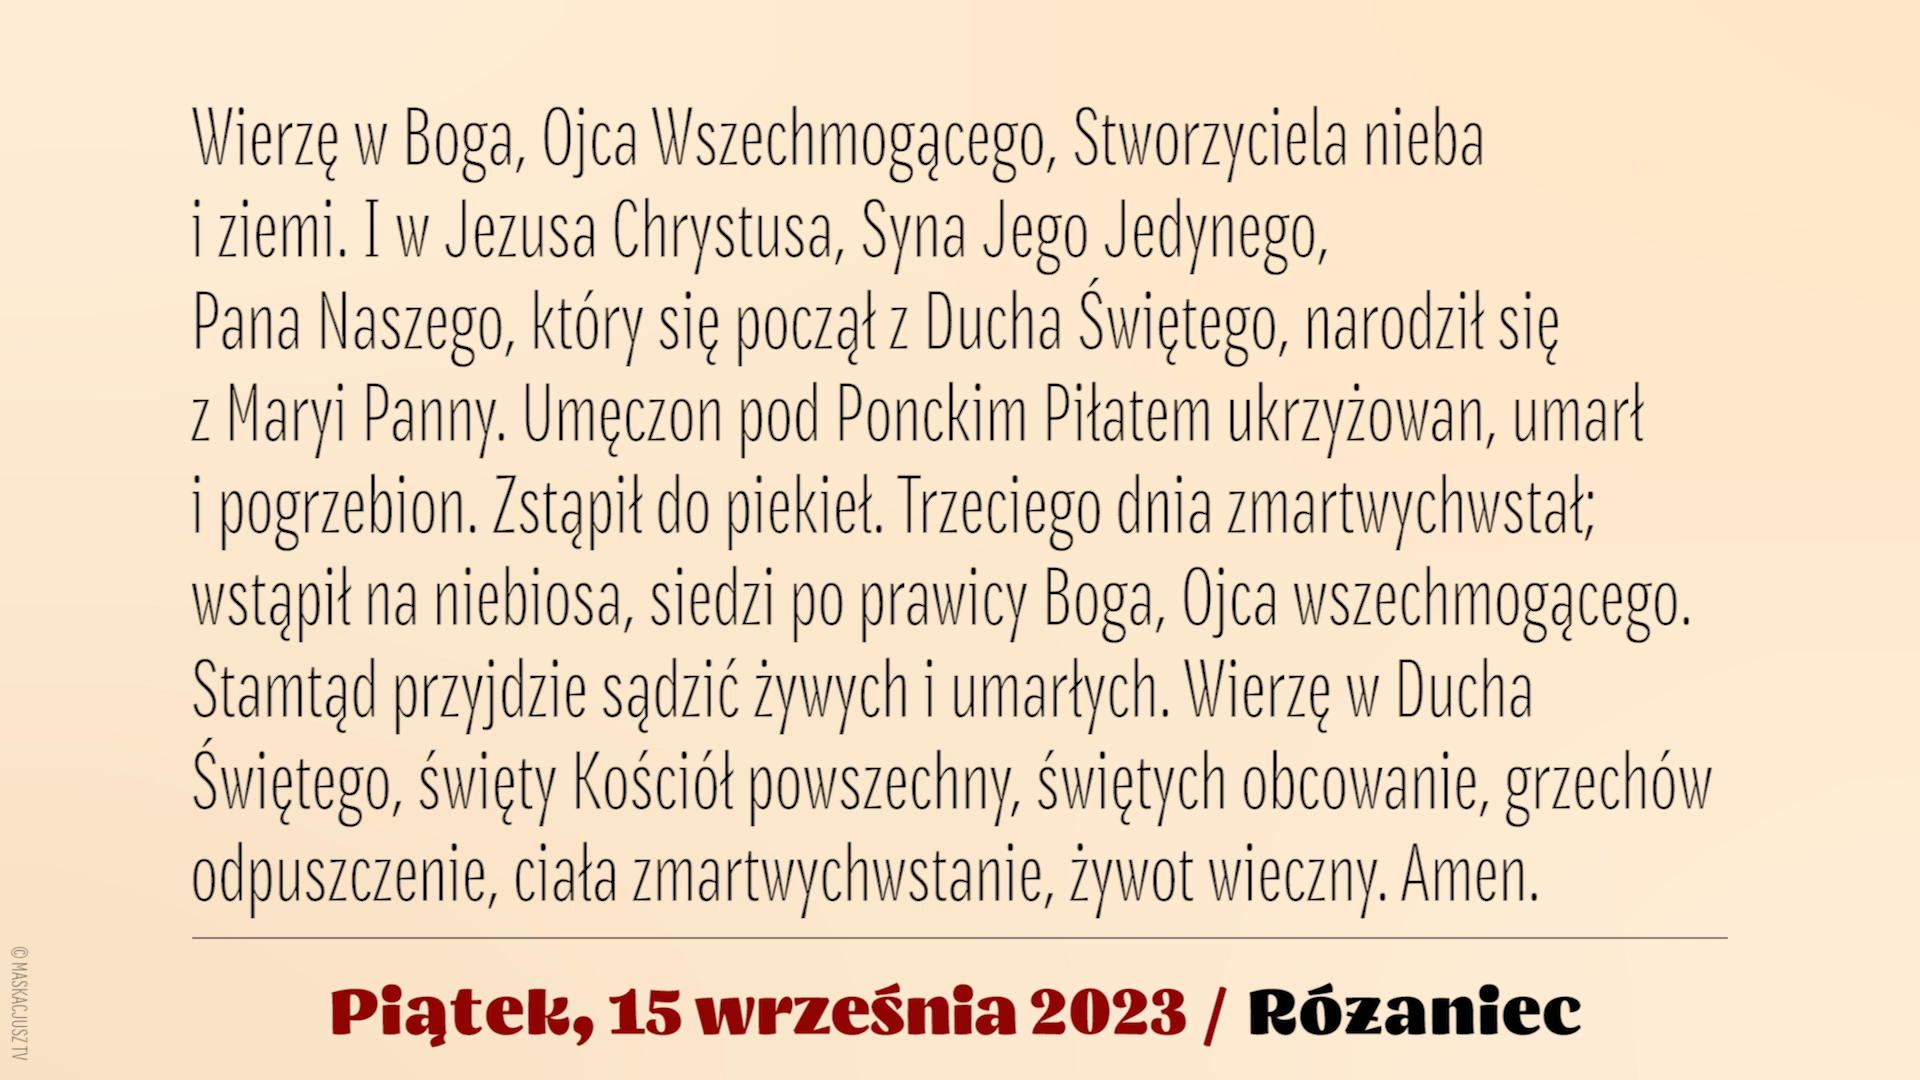 Wierzę w Boga, Ojca Wszechmogącego, Stworzyciela nieba
i ziemi. I w Jezusa Chrystusa, Syna Jego Jedynego,
Pana Naszego, który się począł z Ducha Świętego, narodził się
z Maryi Panny. Umęczon pod Ponckim Piłatem ukrzyżowan, umarł
i pogrzebion. Zstąpił do piekieł. Trzeciego dnia zmartwychwstał;
wstąpił na niebiosa, siedzi po prawicy Boga, Ojca wszechmogącego.
Stamtąd przyjdzie sądzić żywych i umarłych. Wierzę w Ducha
Świętego, święty Kościół powszechny, świętych obcowanie, grzechów
odpuszczenie, ciała zmartwychwstanie, żywot wieczny. Amen.
Piątek, 15 września 2023 / Różaniec
© MASKACJUSZ TV